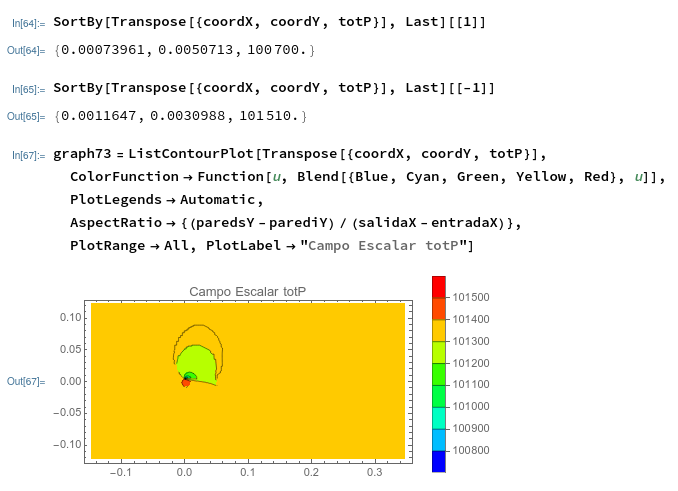 In[64]:= SortBy[Transpose[{coordX, coordY, totP}], Last][[1]]
Out[64]= {0.00073961, 0.0050713, 100 700.}
In[65]:= SortBy[Transpose[{coordX, coordY, totP}], Last][[-1]]
Out[65]= {0.0011647, 0.0030988, 101 510.}
In[67]:= graph73 = ListContourPlot[Transpose[{coordX, coordY, totP}],
ColorFunction → Function[u, Blend[{Blue, Cyan, Green, Yellow, Red}, u]],
PlotLegends → Automatic,
AspectRatio → {(paredsY - parediY) / (salidaX - entradaX)},
PlotRange → All, PlotLabel → "Campo Escalar totP"]
Out[67]=
Campo Escalar totP
0.10
0.05
0.00
−0.05
−0.10
−0.1 0.0 0.1 0.2 0.3
101500
101400
101300
101200
101100
101000
100900
100800